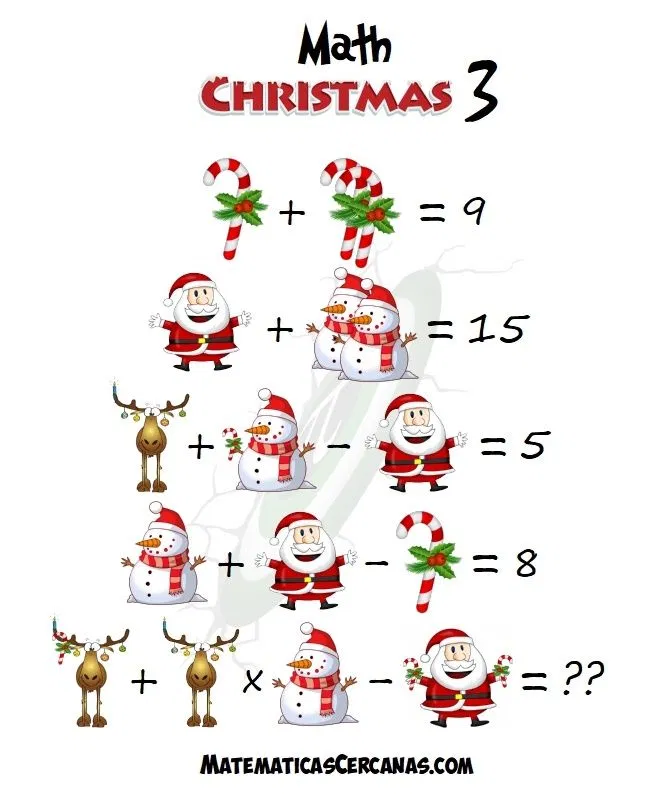 Math
CHRISTMAS 3
+ = 9
+ = 15
+ - = 5
+ - = 8
+ x - = ??
MATEMATICASCERCANAS.COM